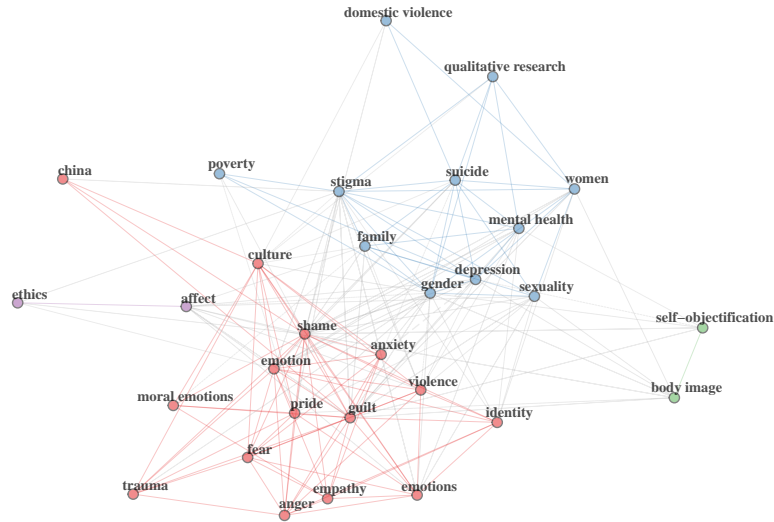 domestic violence
qualitative research
china
poverty
stigma
suicide
women
mental health
family
culture
depression
gender
sexuality
ethics
affect
shame
self−objectification
anxiety
emotion
violence
body image
moral emotions
pride
guilt
identity
fear
trauma
empathy
emotions
anger